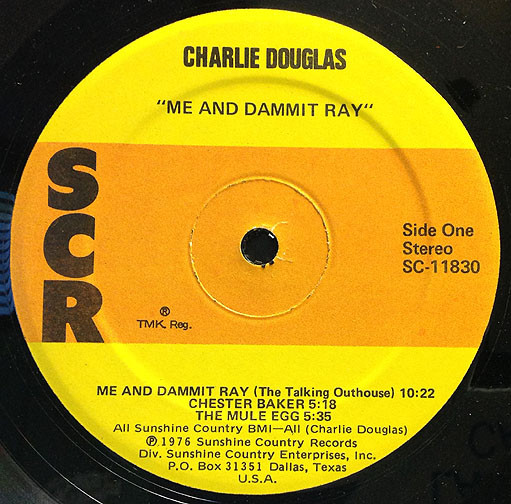 CHARLIE DOUGLAS
"ME AND DAMMIT RAY"
SCR
Side One
Stereo
SC-11830
®
TMK. Reg.
ME AND DAMMIT RAY (The Talking Outhouse) 10:22
CHESTER BAKER 5:18
THE MULE EGG 5:35
All Sunshine Country BMI—All (Charlie Douglas)
℗ 1976 Sunshine Country Records
Div. Sunshine Country Enterprises, Inc.
P.O. Box 31351 Dallas, Texas
U.S.A.